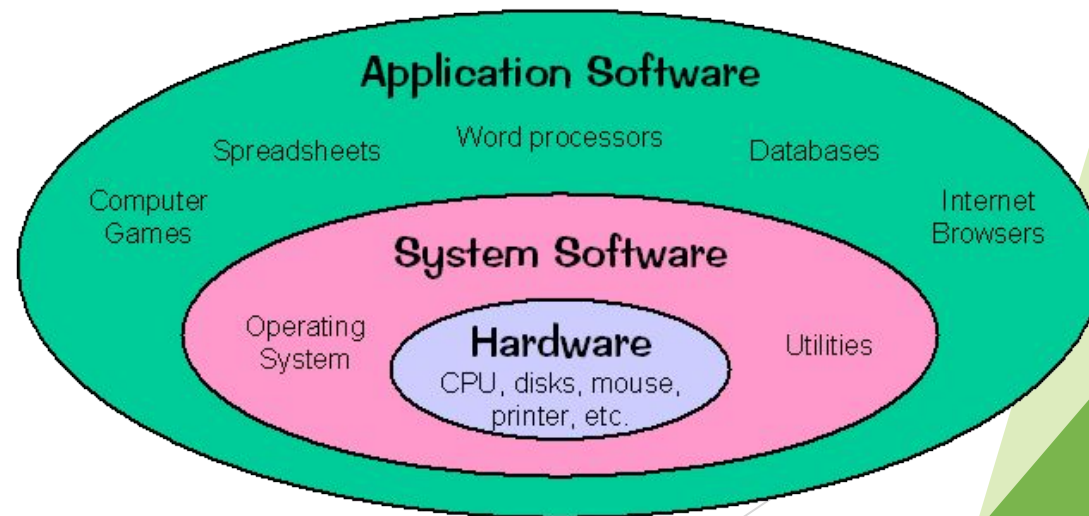 Application Software
Spreadsheets
Word processors
Databases
Computer
Games
Internet
Browsers
System Software
Operating
System
Utilities
Hardware
CPU, disks, mouse,
printer, etc.